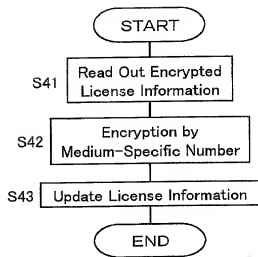 START
S41
Read Out Encrypted
License Information
S42
Encryption by
Medium-Specific Number
S43
Update License Information
END